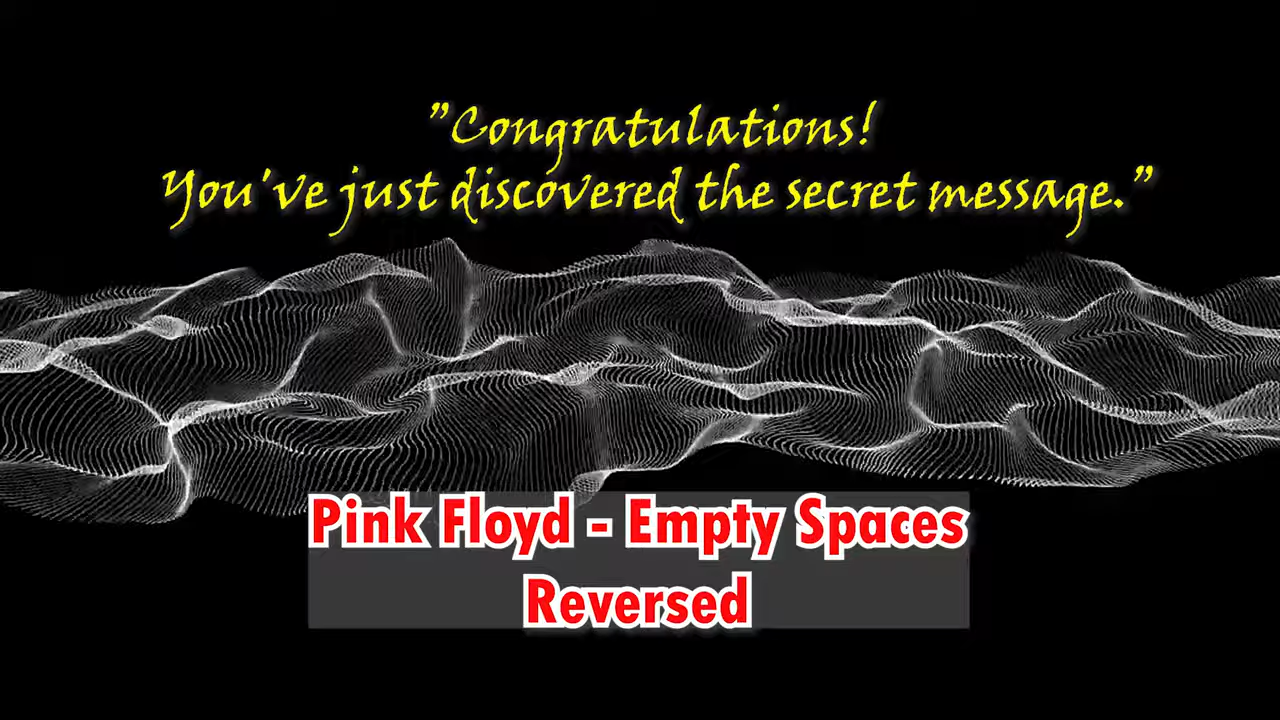 ”Congratulations!
You've just discovered the secret message.”
Pink Floyd - Empty Spaces
Reversed